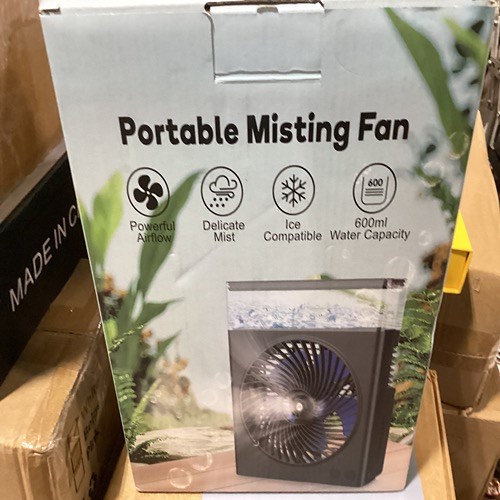 Portable Misting Fan
600
Powerful
Airflow
Delicate
Mist
Ice
Compatible
600ml
Water Capacity
MADE IN C